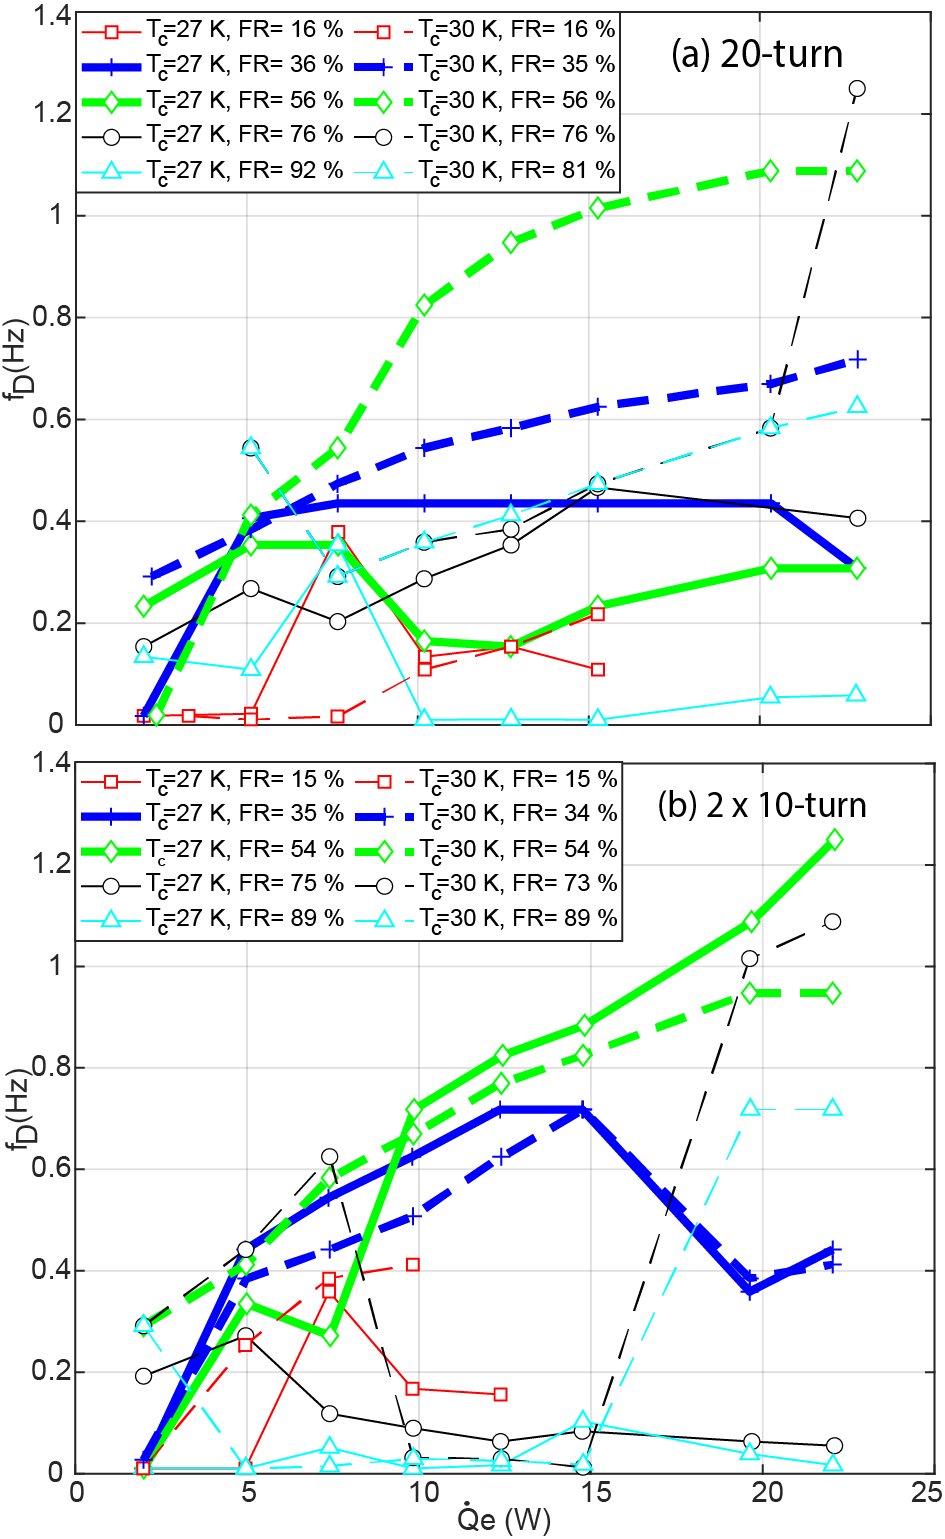 1.4
T_c=27 K, FR= 16 % T_c=30 K, FR= 16 %
T_c=27 K, FR= 36 % T_c=30 K, FR= 35 %
T_c=27 K, FR= 56 % T_c=30 K, FR= 56 %
T_c=27 K, FR= 76 % T_c=30 K, FR= 76 %
T_c=27 K, FR= 92 % T_c=30 K, FR= 81 %
(a) 20-turn
1.2
1
0.8
0.6
0.4
0.2
0
f_D(Hz)
0 5 10 15 20 25
1.4
T_c=27 K, FR= 15 % T_c=30 K, FR= 15 %
T_c=27 K, FR= 35 % T_c=30 K, FR= 34 %
T_c=27 K, FR= 54 % T_c=30 K, FR= 54 %
T_c=27 K, FR= 75 % T_c=30 K, FR= 73 %
T_c=27 K, FR= 89 % T_c=30 K, FR= 89 %
(b) 2 x 10-turn
1.2
1
0.8
0.6
0.4
0.2
0
f_D(Hz)
0 5 10 15 20 25
Q̇e (W)